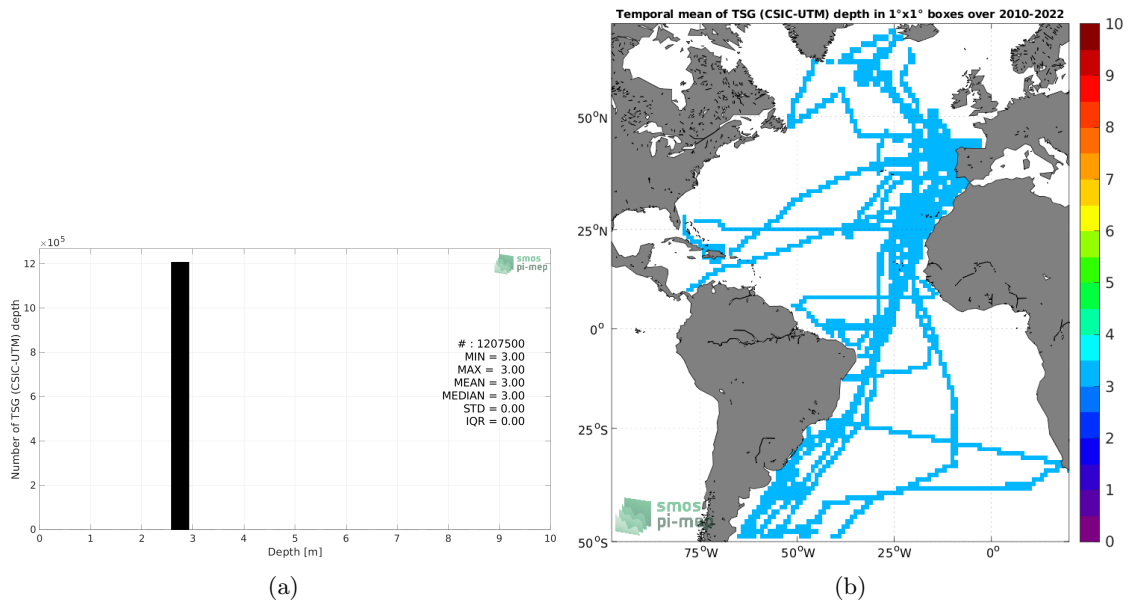 ×10⁵
12
10
8
6
4
2
0
Number of TSG (CSIC-UTM) depth
0 1 2 3 4 5 6 7 8 9 10
Depth [m]
smos
pi-mep
# : 1207500
MIN = 3.00
MAX = 3.00
MEAN = 3.00
MEDIAN = 3.00
STD = 0.00
IQR = 0.00
(a)
Temporal mean of TSG (CSIC-UTM) depth in 1°x1° boxes over 2010-2022
50°N
25°N
0°
25°S
50°S
75°W 50°W 25°W 0°
smos
pi-mep
10
9
8
7
6
5
4
3
2
1
0
(b)